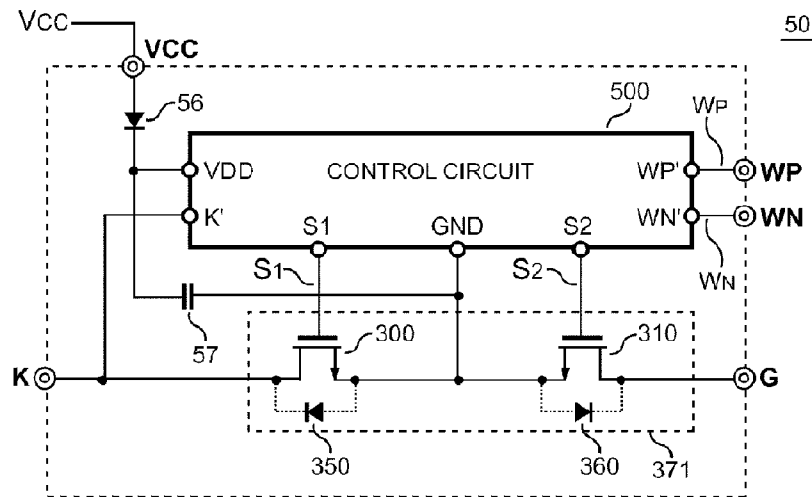 VCC
VCC
50
56
500
WP
VDD
CONTROL CIRCUIT
WP'
WP
K'
S1
GND
S2
WN'
WN
S1
S2
WN
57
300
310
K
G
350
360
371